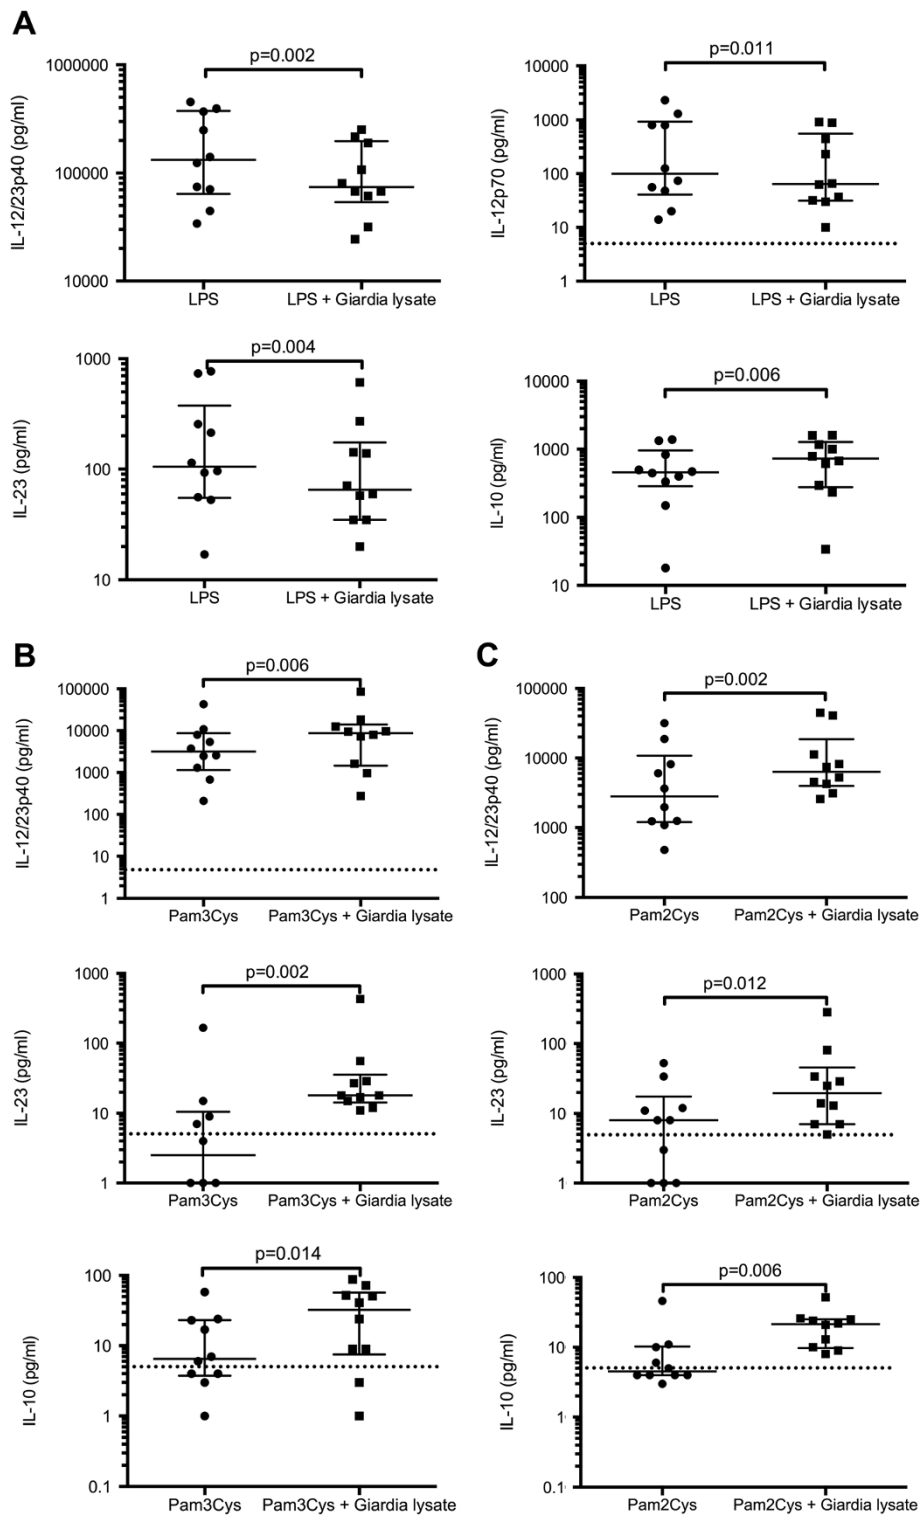 A
p=0.002
IL-12/23p40 (pg/ml)
1000000
100000
10000
LPS
LPS + Giardia lysate
p=0.011
IL-12p70 (pg/ml)
10000
1000
100
10
1
LPS
LPS + Giardia lysate
p=0.004
IL-23 (pg/ml)
1000
100
10
LPS
LPS + Giardia lysate
p=0.006
IL-10 (pg/ml)
10000
1000
100
10
LPS
LPS + Giardia lysate
B
p=0.006
IL-12/23p40 (pg/ml)
100000
10000
1000
100
10
1
Pam3Cys
Pam3Cys + Giardia lysate
C
p=0.002
IL-12/23p40 (pg/ml)
100000
10000
1000
100
Pam2Cys
Pam2Cys + Giardia lysate
p=0.002
IL-23 (pg/ml)
1000
100
10
1
Pam3Cys
Pam3Cys + Giardia lysate
p=0.012
IL-23 (pg/ml)
1000
100
10
1
Pam2Cys
Pam2Cys + Giardia lysate
p=0.014
IL-10 (pg/ml)
100
10
1
0.1
Pam3Cys
Pam3Cys + Giardia lysate
p=0.006
IL-10 (pg/ml)
100
10
1
0.1
Pam2Cys
Pam2Cys + Giardia lysate